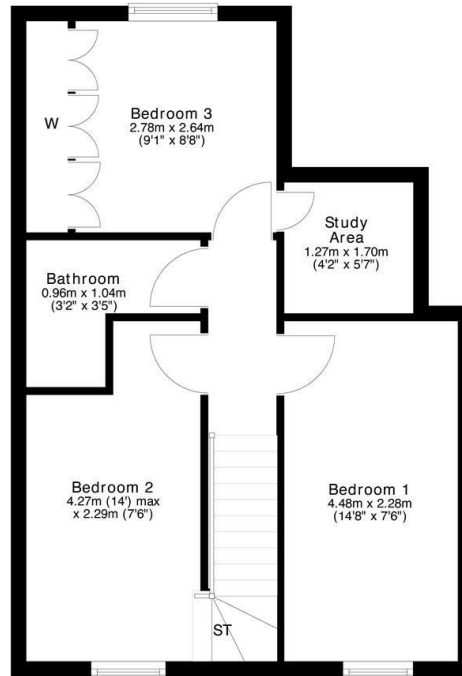 W
Bedroom 3
2.78m x 2.64m
(9'1" x 8'8")
Study
Area
1.27m x 1.70m
(4'2" x 5'7")
Bathroom
0.96m x 1.04m
(3'2" x 3'5")
Bedroom 2
4.27m (14') max
x 2.29m (7'6")
Bedroom 1
4.48m x 2.28m
(14'8" x 7'6")
ST